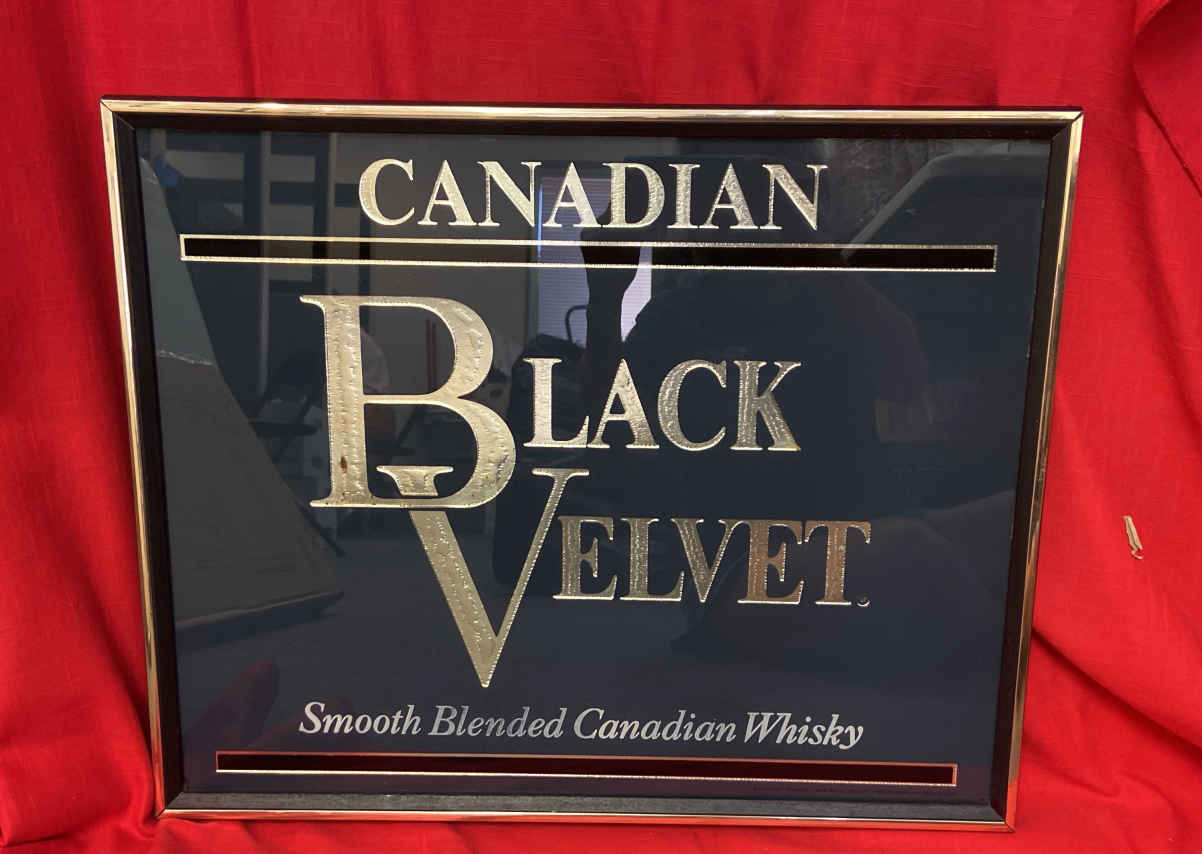 CANADIAN
BLACK
VELVET®
Smooth Blended Canadian Whisky